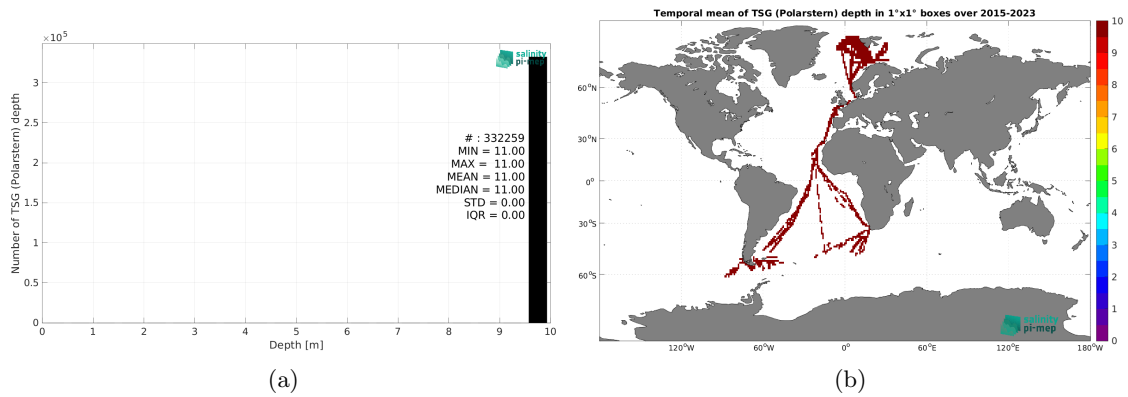 ×10⁵
3
2.5
2
1.5
1
0.5
0
Number of TSG (Polarstern) depth
salinity
pi-mep
# : 332259
MIN = 11.00
MAX = 11.00
MEAN = 11.00
MEDIAN = 11.00
STD = 0.00
IQR = 0.00
0 1 2 3 4 5 6 7 8 9 10
Depth [m]
(a)
Temporal mean of TSG (Polarstern) depth in 1°x1° boxes over 2015-2023
60°N
30°N
0°
30°S
60°S
120°W 60°W 0° 60°E 120°E 180°W
salinity
pi-mep
10
9
8
7
6
5
4
3
2
1
0
(b)